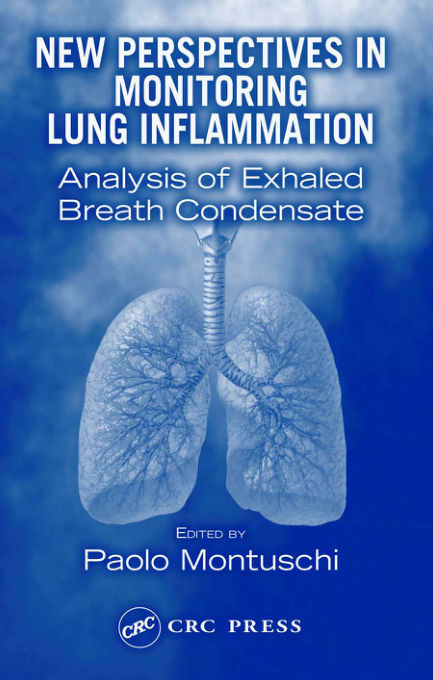 NEW PERSPECTIVES IN
MONITORING
LUNG INFLAMMATION
Analysis of Exhaled
Breath Condensate
EDITED BY
Paolo Montuschi
CRC CRC PRESS